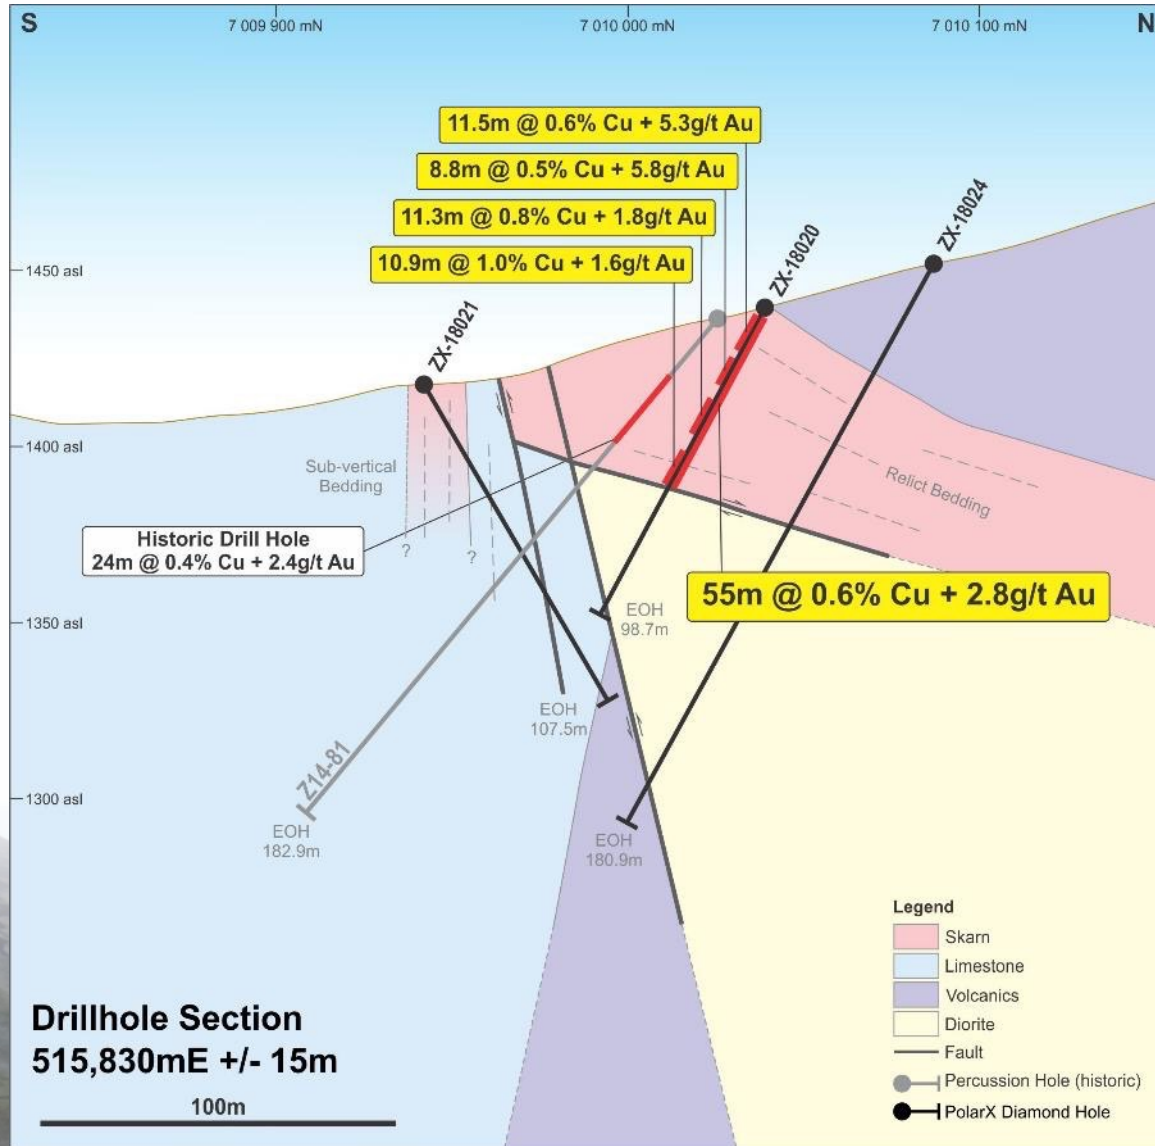 S
7 009 900 mN
7 010 000 mN
7 010 100 mN
N
11.5m @ 0.6% Cu + 5.3g/t Au
8.8m @ 0.5% Cu + 5.8g/t Au
11.3m @ 0.8% Cu + 1.8g/t Au
10.9m @ 1.0% Cu + 1.6g/t Au
ZX-18024
ZX-18020
ZX-18021
1450 asl
1400 asl
1350 asl
1300 asl
Sub-vertical
Bedding
?
?
Relict Bedding
Historic Drill Hole
24m @ 0.4% Cu + 2.4g/t Au
55m @ 0.6% Cu + 2.8g/t Au
EOH
98.7m
EOH
107.5m
Z14-81
EOH
182.9m
EOH
180.9m
Legend
Skarn
Limestone
Volcanics
Diorite
Fault
Percussion Hole (historic)
PolarX Diamond Hole
Drillhole Section
515,830mE +/- 15m
100m